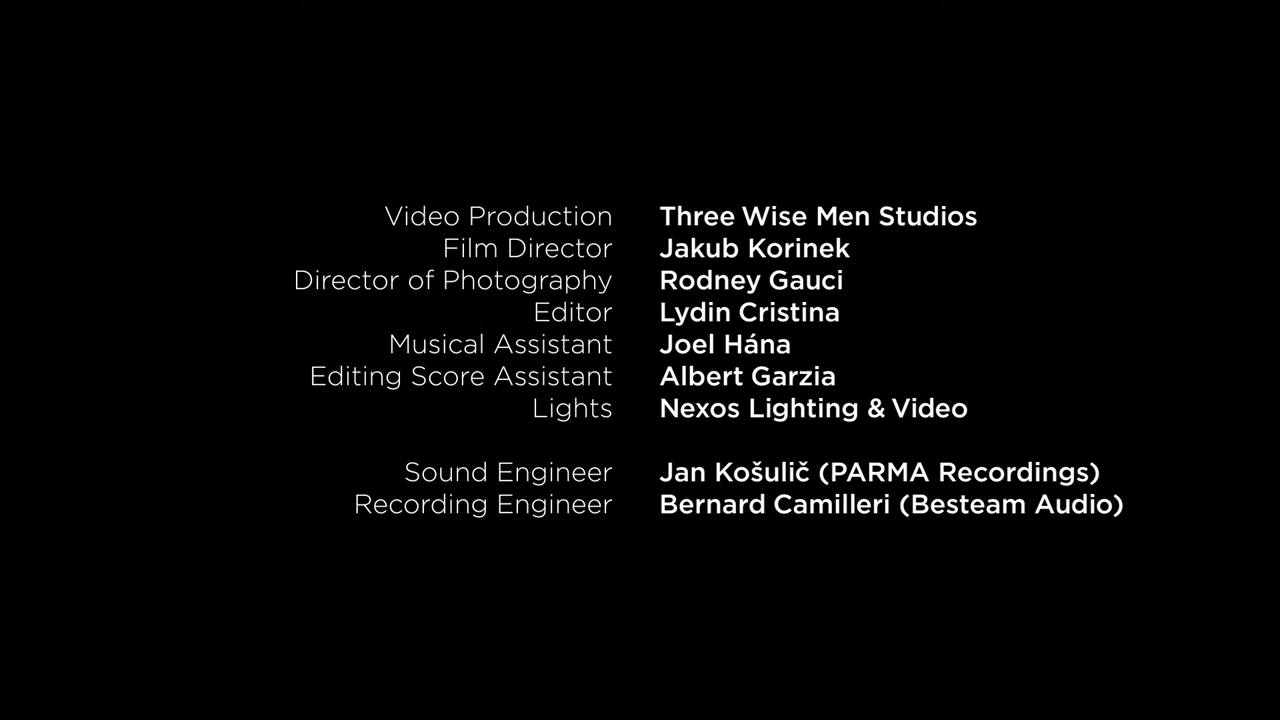 Video Production Three Wise Men Studios
Film Director Jakub Korinek
Director of Photography Rodney Gauci
Editor Lydin Cristina
Musical Assistant Joel Hána
Editing Score Assistant Albert Garzia
Lights Nexos Lighting & Video
Sound Engineer Jan Košulič (PARMA Recordings)
Recording Engineer Bernard Camilleri (Besteam Audio)